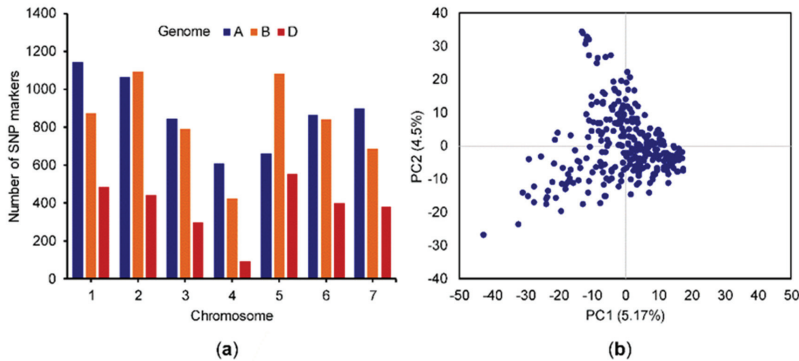 1400
1200
1000
800
600
400
200
0
Number of SNP markers
Genome A B D
1 2 3 4 5 6 7
Chromosome
(a)
40
30
20
10
0
-10
-20
-30
40
PC2 (4.5%)
-50 -40 -30 -20 -10 0 10 20 30 40 50
PC1 (5.17%)
(b)